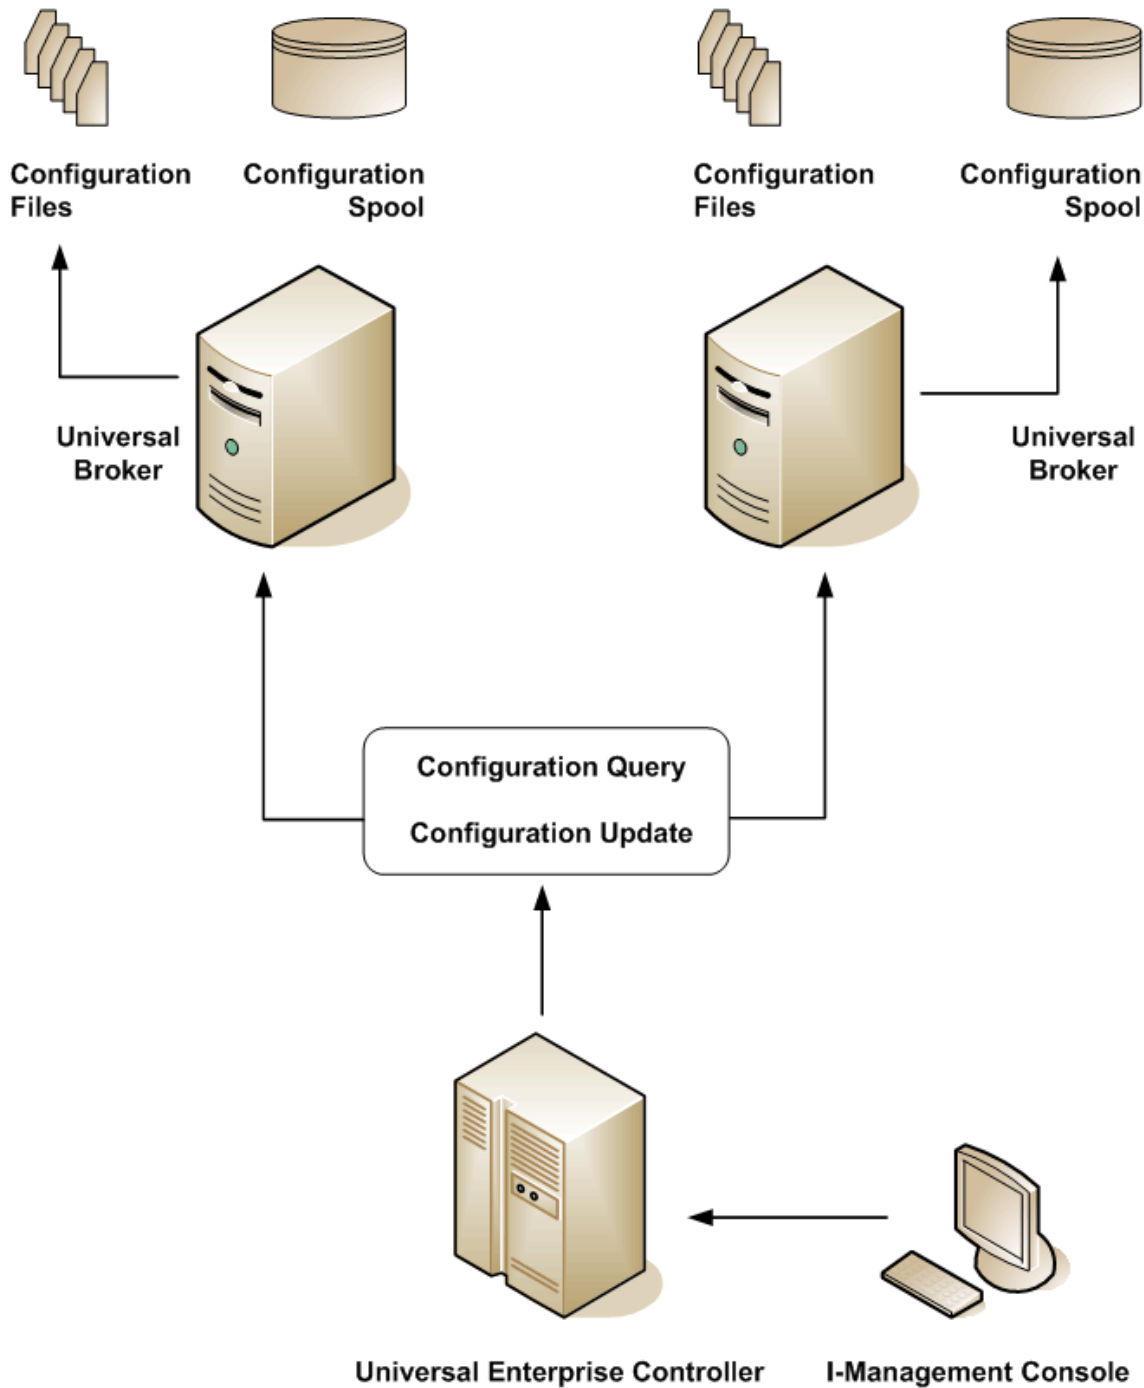 Configuration
Files
Configuration
Spool
Configuration
Files
Configuration
Spool
Universal
Broker
Universal
Broker
Configuration Query
Configuration Update
Universal Enterprise Controller
I-Management Console